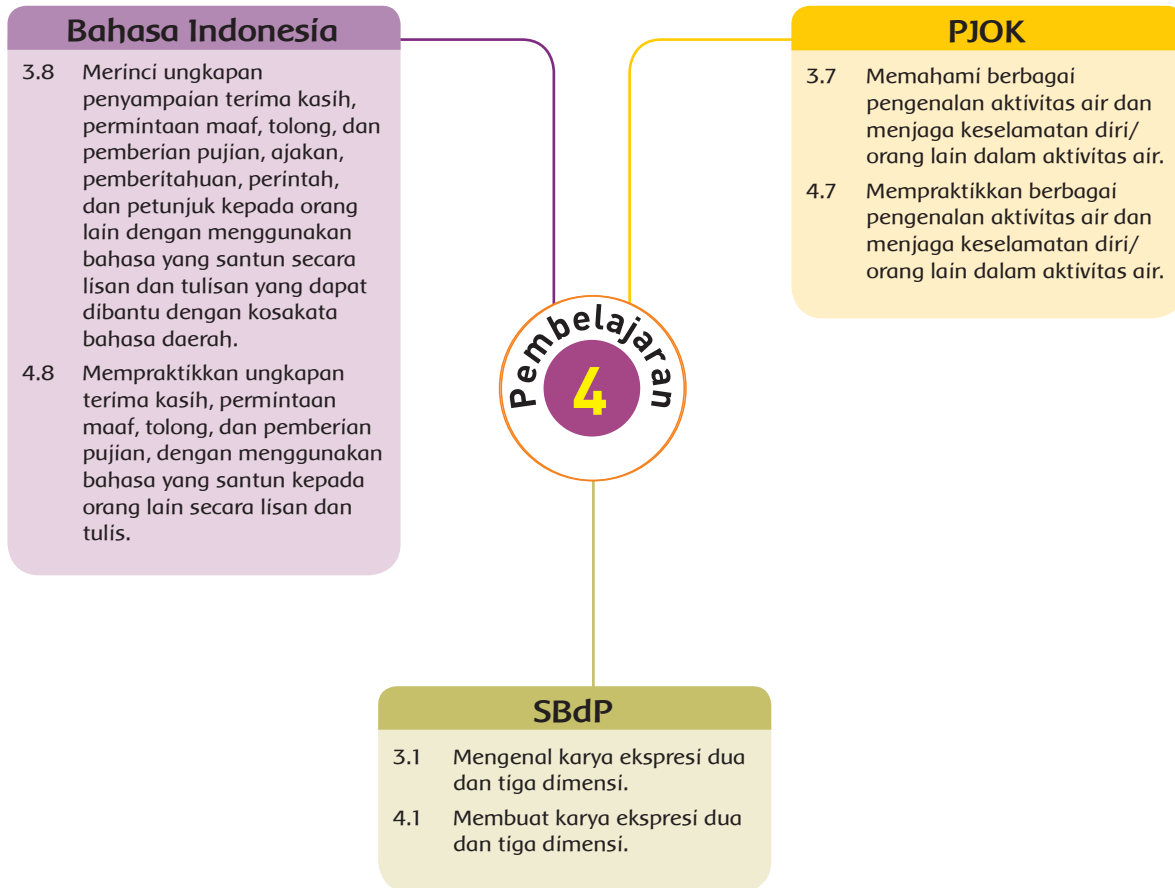 Bahasa Indonesia
3.8 Merinci ungkapan
penyampaian terima kasih,
permintaan maaf, tolong, dan
pemberian pujian, ajakan,
pemberitahuan, perintah,
dan petunjuk kepada orang
lain dengan menggunakan
bahasa yang santun secara
lisan dan tulisan yang dapat
dibantu dengan kosakata
bahasa daerah.
4.8 Mempraktikkan ungkapan
terima kasih, permintaan
maaf, tolong, dan pemberian
pujian, dengan menggunakan
bahasa yang santun kepada
orang lain secara lisan dan
tulis.
PJOK
3.7 Memahami berbagai
pengenalan aktivitas air dan
menjaga keselamatan diri/
orang lain dalam aktivitas air.
4.7 Mempraktikkan berbagai
pengenalan aktivitas air dan
menjaga keselamatan diri/
orang lain dalam aktivitas air.
Pembelajaran
4
SBdP
3.1 Mengenal karya ekspresi dua
dan tiga dimensi.
4.1 Membuat karya ekspresi dua
dan tiga dimensi.